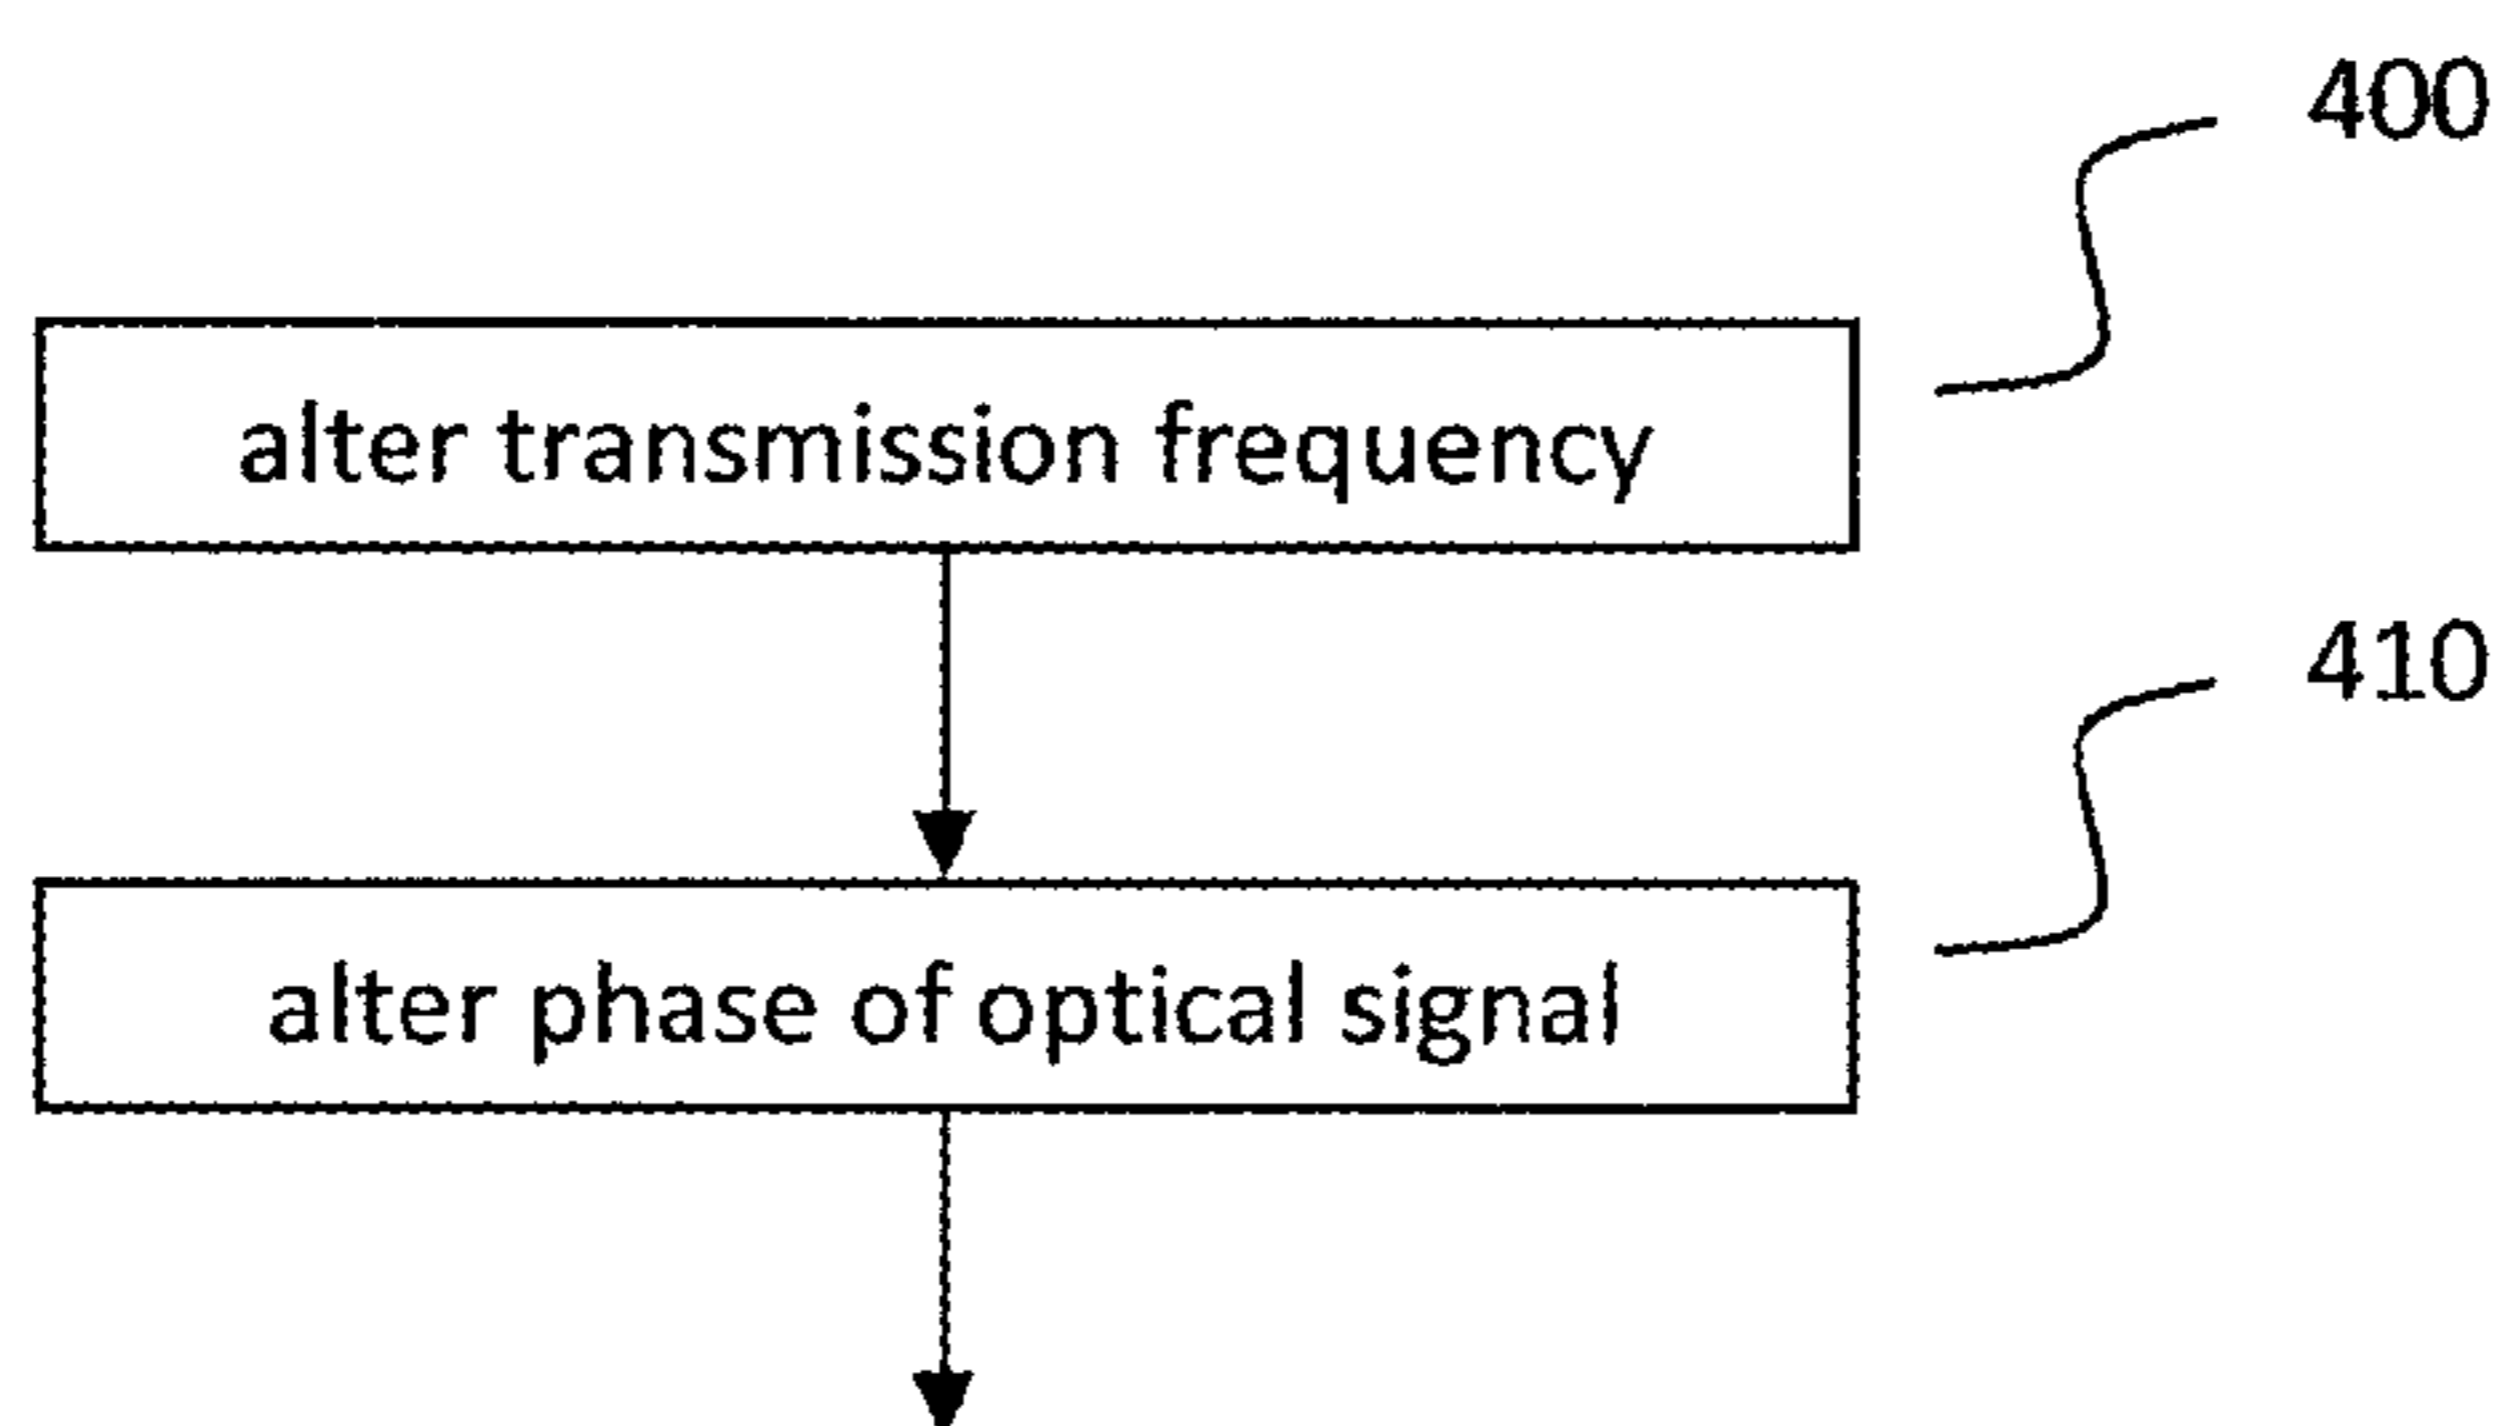 400
alter transmission frequency
410
alter phase of optical signal